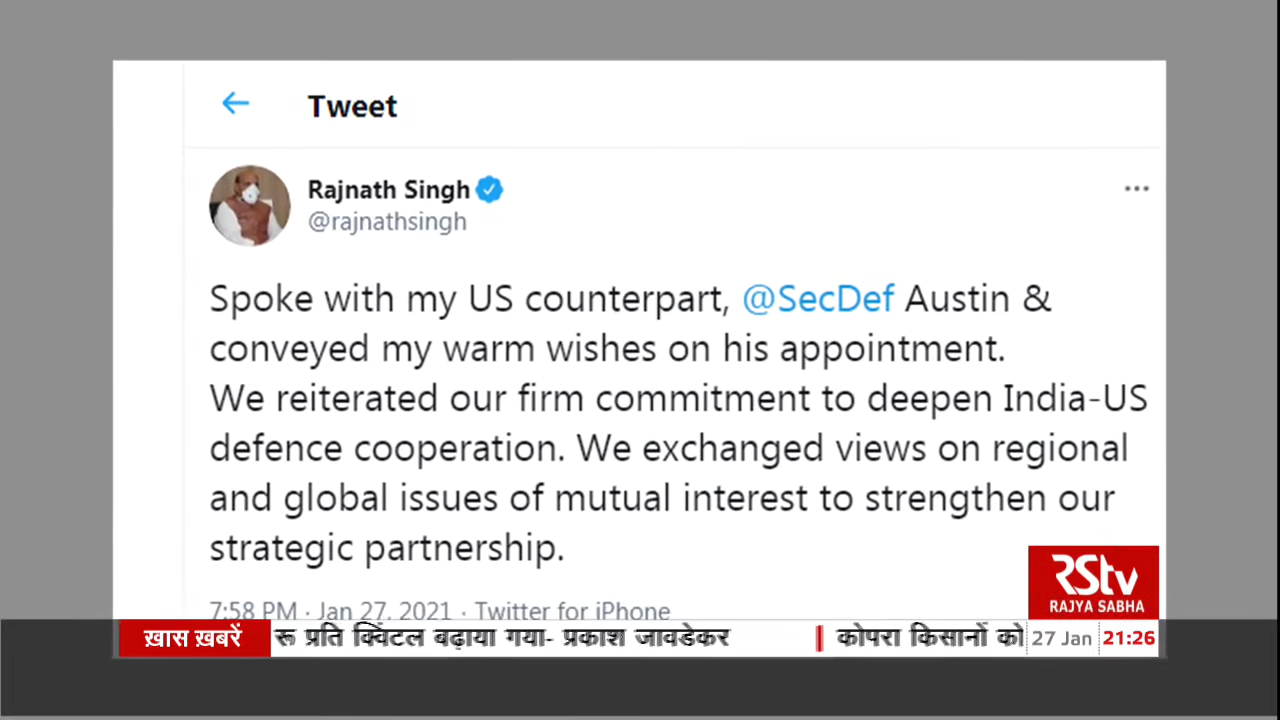 Tweet
Rajnath Singh
@rajnathsingh
Spoke with my US counterpart, @SecDef Austin &
conveyed my warm wishes on his appointment.
We reiterated our firm commitment to deepen India-US
defence cooperation. We exchanged views on regional
and global issues of mutual interest to strengthen our
strategic partnership.
7:58 PM · Jan 27, 2021 · Twitter for iPhone
RStv
RAJYA SABHA
ख़ास ख़बरें रू प्रति क्विंटल बढ़ाया गया- प्रकाश जावडेकर कोपरा किसानों को 27 Jan 21:26